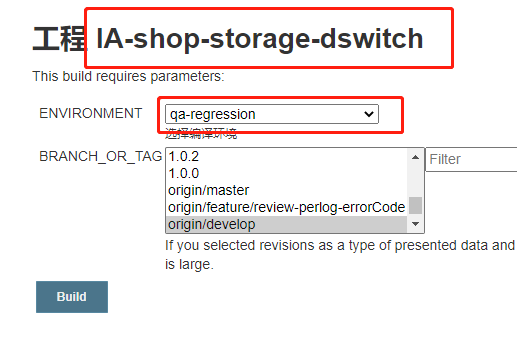 工程 IA-shop-storage-dswitch
This build requires parameters:
ENVIRONMENT
qa-regression
选择编译环境
BRANCH_OR_TAG
1.0.2
1.0.0
origin/master
origin/feature/review-perlog-errorCode
origin/develop
Filter
If you selected revisions as a type of presented data and
is large.
Build